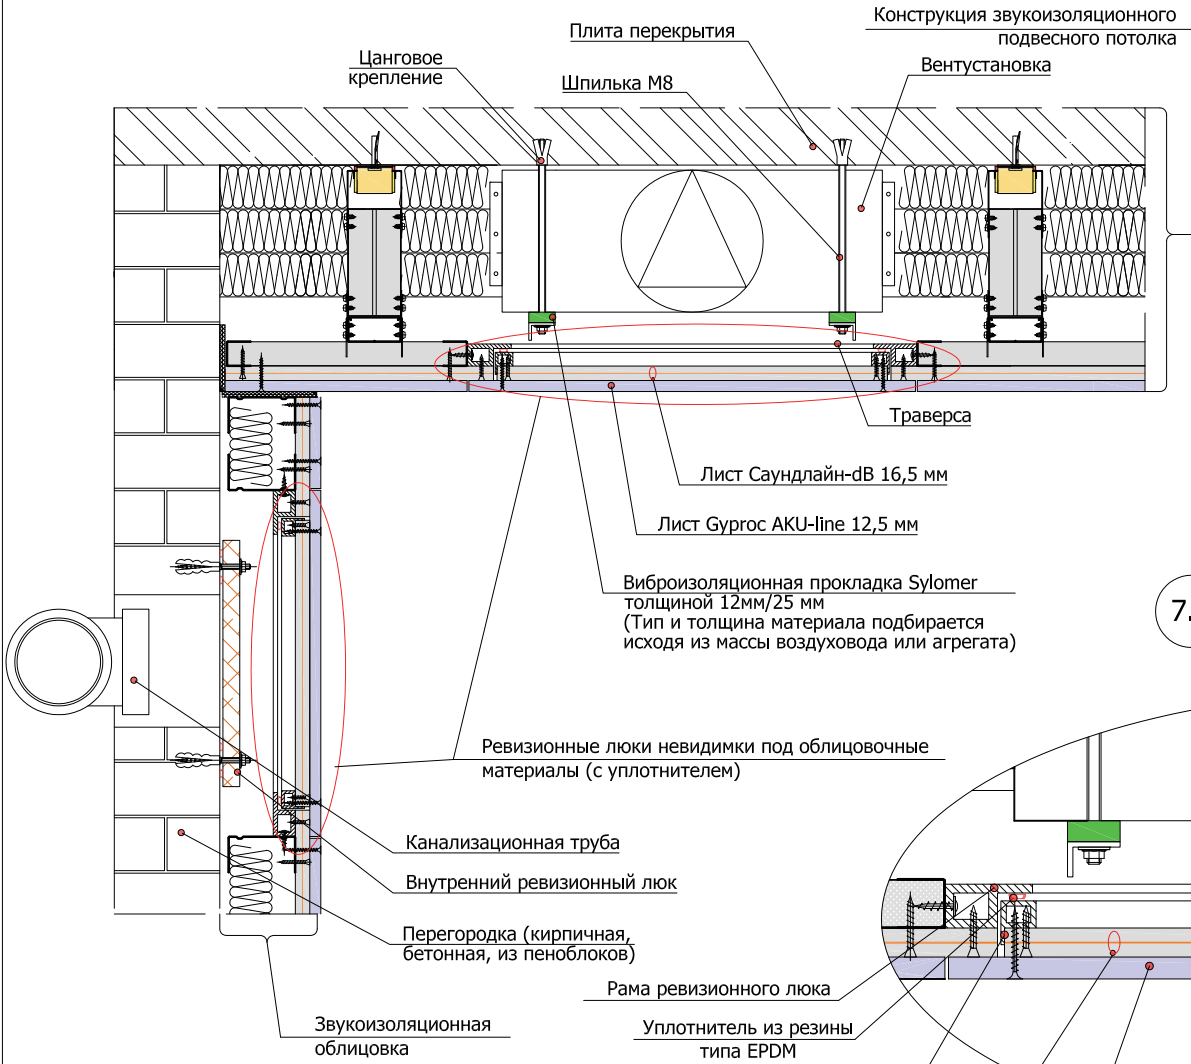 Конструкция звукоизоляционного
подвесного потолка
Плита перекрытия
Цанговое
крепление
Шпилька М8
Вентустановка
Траверса
Лист Саундлайн-dB 16,5 мм
Лист Gyproc AKU-line 12,5 мм
Виброизоляционная прокладка Sylomer
толщиной 12мм/25 мм
(Тип и толщина материала подбирается
исходя из массы воздуховода или агрегата)
7.
Ревизионные люки невидимки под облицовочные
материалы (с уплотнителем)
Канализационная труба
Внутренний ревизионный люк
Перегородка (кирпичная,
бетонная, из пеноблоков)
Рама ревизионного люка
Звукоизоляционная
облицовка
Уплотнитель из резины
типа EPDM